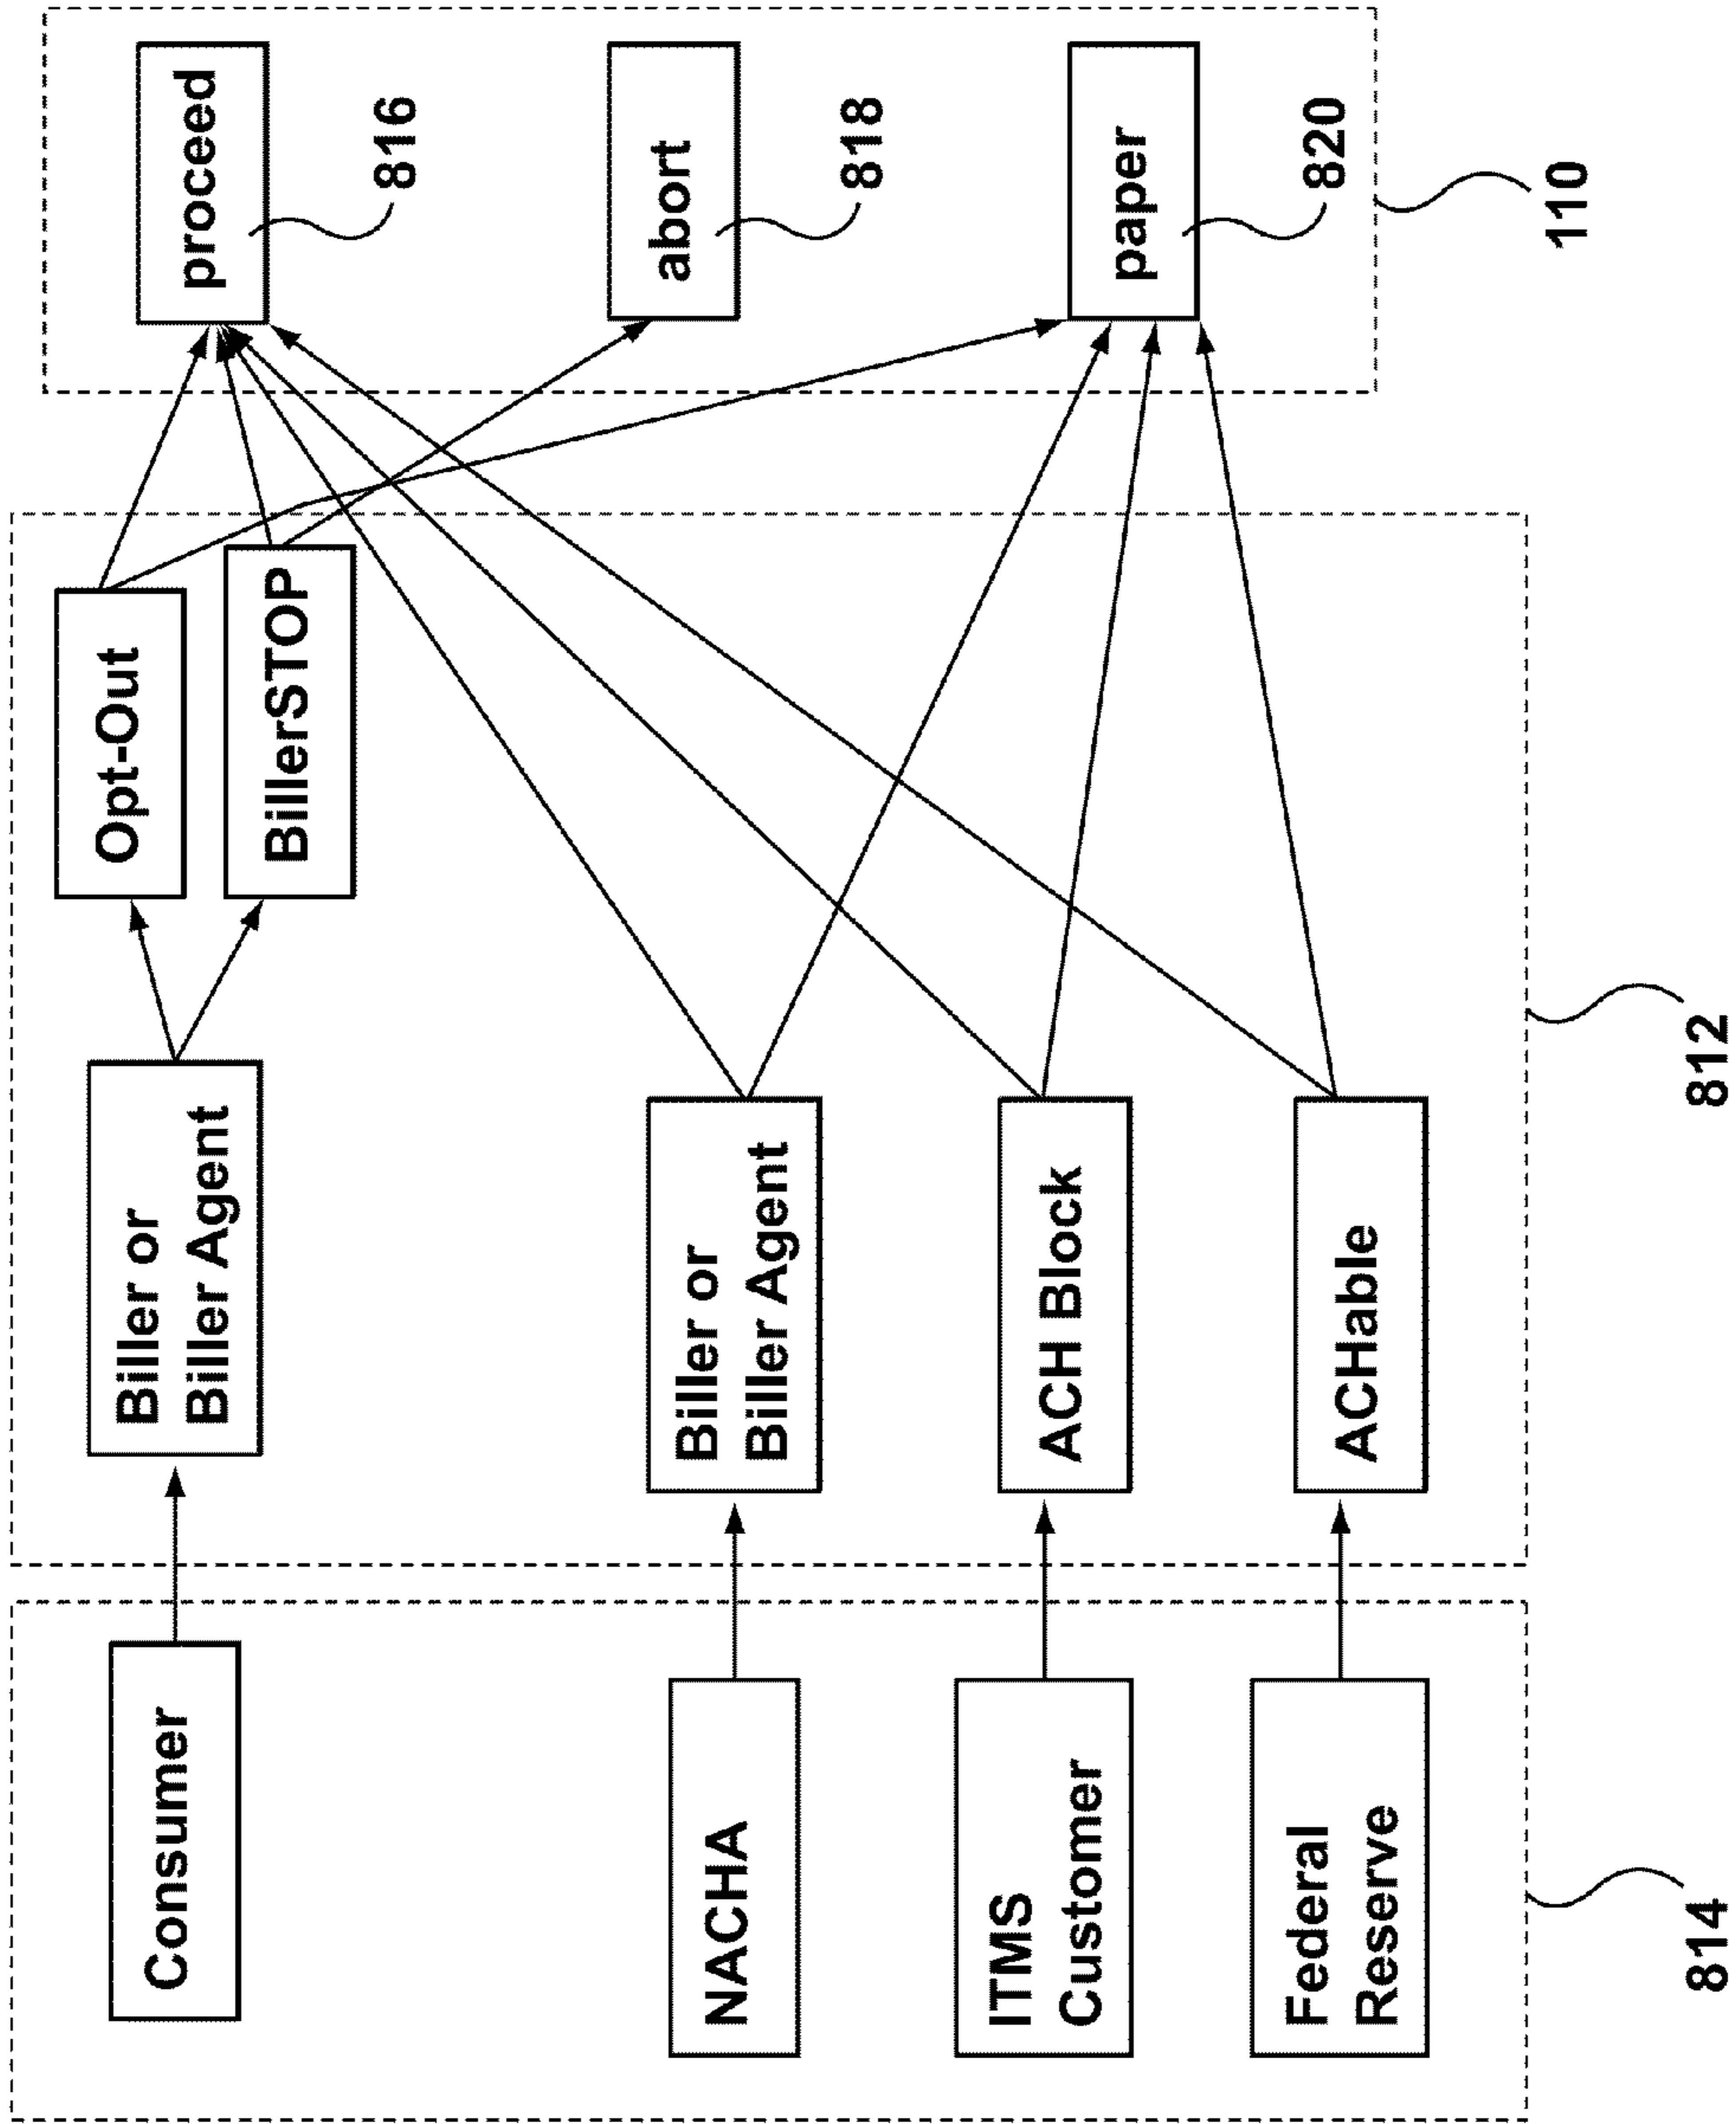 Consumer
Biller or
Biller Agent
Opt-Out
BillerSTOP
proceed
816
abort
818
NACHA
Biller or
Biller Agent
ITMS
Customer
ACH Block
paper
820
Federal
Reserve
ACHable
814
812
110